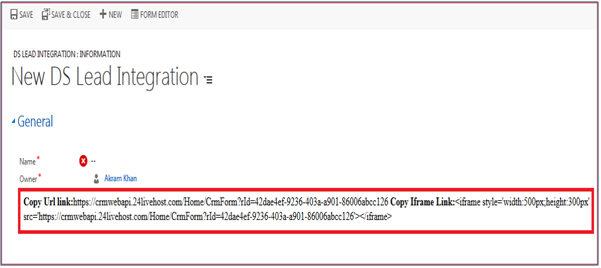 SAVE SAVE & CLOSE + NEW FORM EDITOR
DS LEAD INTEGRATION : INFORMATION
New DS Lead Integration
General
Name * --
Owner * Akram Khan
Copy Url link:https://crmwebapi.24livehost.com/Home/CrmForm?rId=42dae4ef-9236-403a-a901-86006abcc126 Copy Iframe Link:<iframe style='width:500px;height:300px'
src='https://crmwebapi.24livehost.com/Home/CrmForm?rId=42dae4ef-9236-403a-a901-86006abcc126'></iframe>